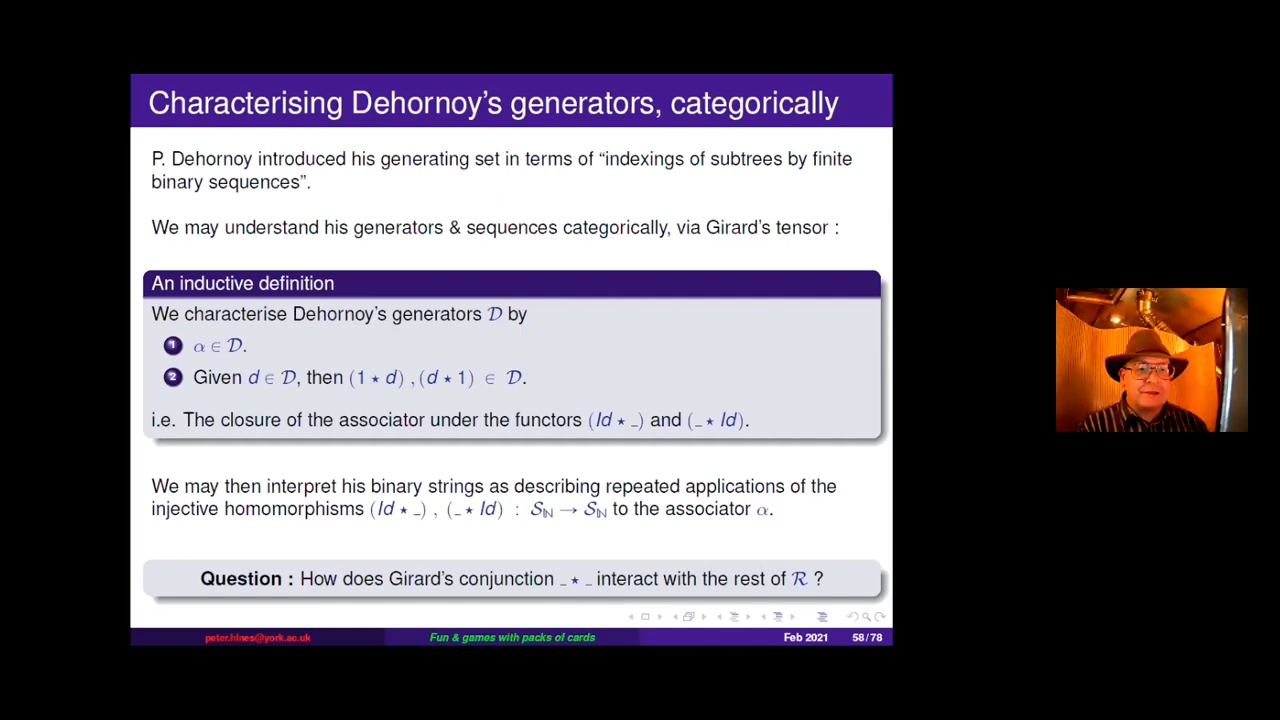 Characterising Dehornoy's generators, categorically
P. Dehornoy introduced his generating set in terms of “indexings of subtrees by finite
binary sequences”.
We may understand his generators & sequences categorically, via Girard's tensor :
An inductive definition
We characterise Dehornoy's generators 𝒟 by
1 α ∈ 𝒟.
2 Given d ∈ 𝒟, then (1 ⋆ d) , (d ⋆ 1) ∈ 𝒟.
i.e. The closure of the associator under the functors (Id ⋆ _) and (_ ⋆ Id).
We may then interpret his binary strings as describing repeated applications of the
injective homomorphisms (Id ⋆ _) , (_ ⋆ Id) : 𝒮ℕ → 𝒮ℕ to the associator α.
Question : How does Girard's conjunction _ ⋆ _ interact with the rest of ℛ ?
peter.hines@york.ac.uk Fun & games with packs of cards Feb 2021 58 / 78